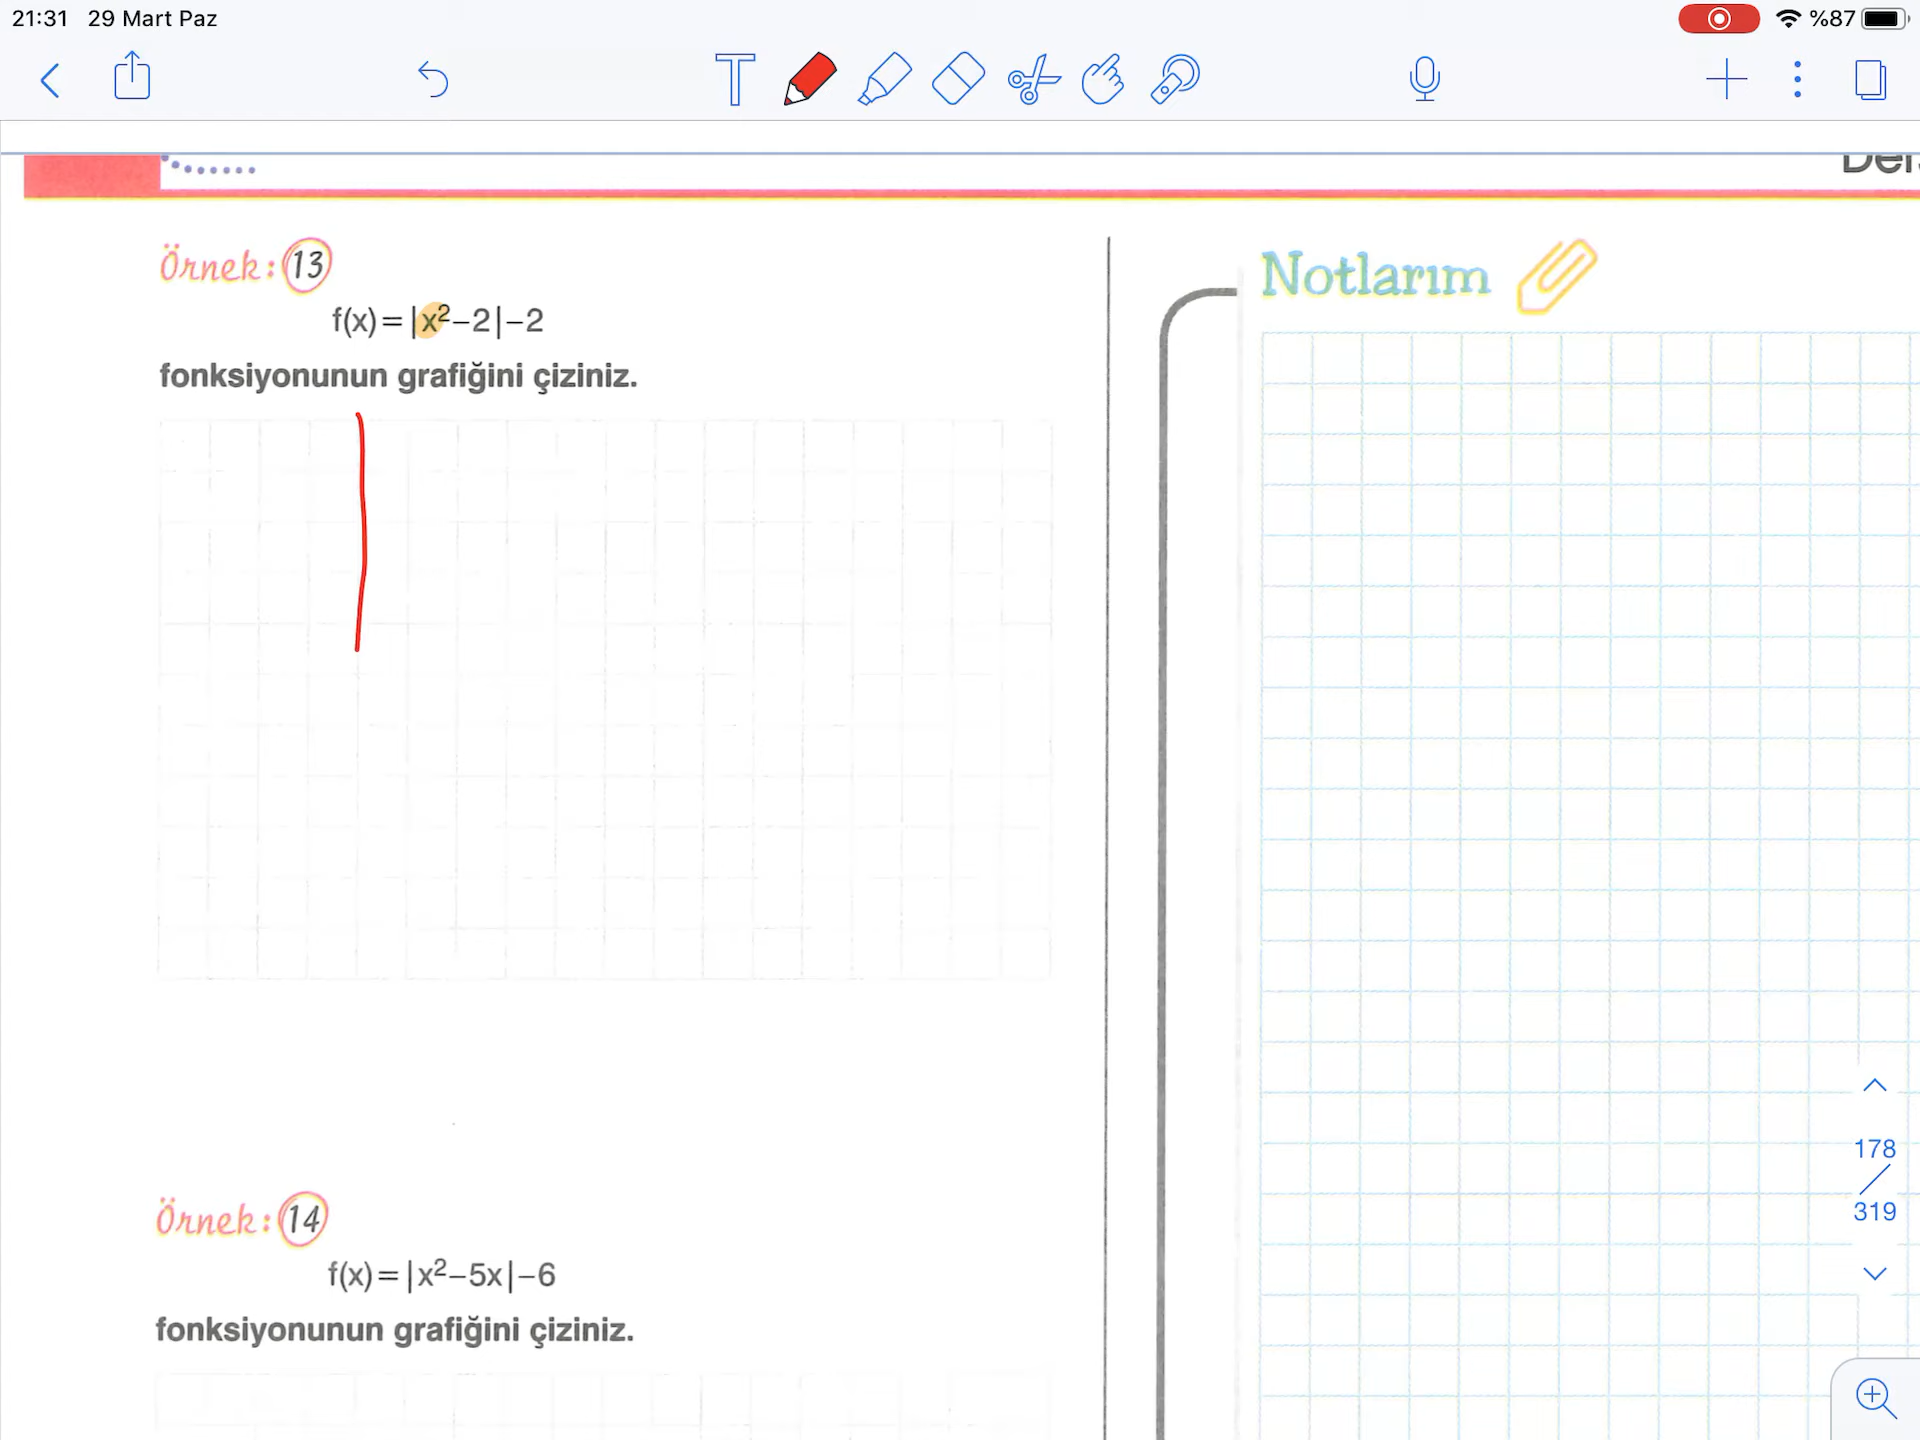 21:31 29 Mart Paz %87
Örnek: 13
f(x)=|x²−2|−2
fonksiyonunun grafiğini çiziniz.
Örnek: 14
f(x)=|x²−5x|−6
fonksiyonunun grafiğini çiziniz.
Notlarım
178
319